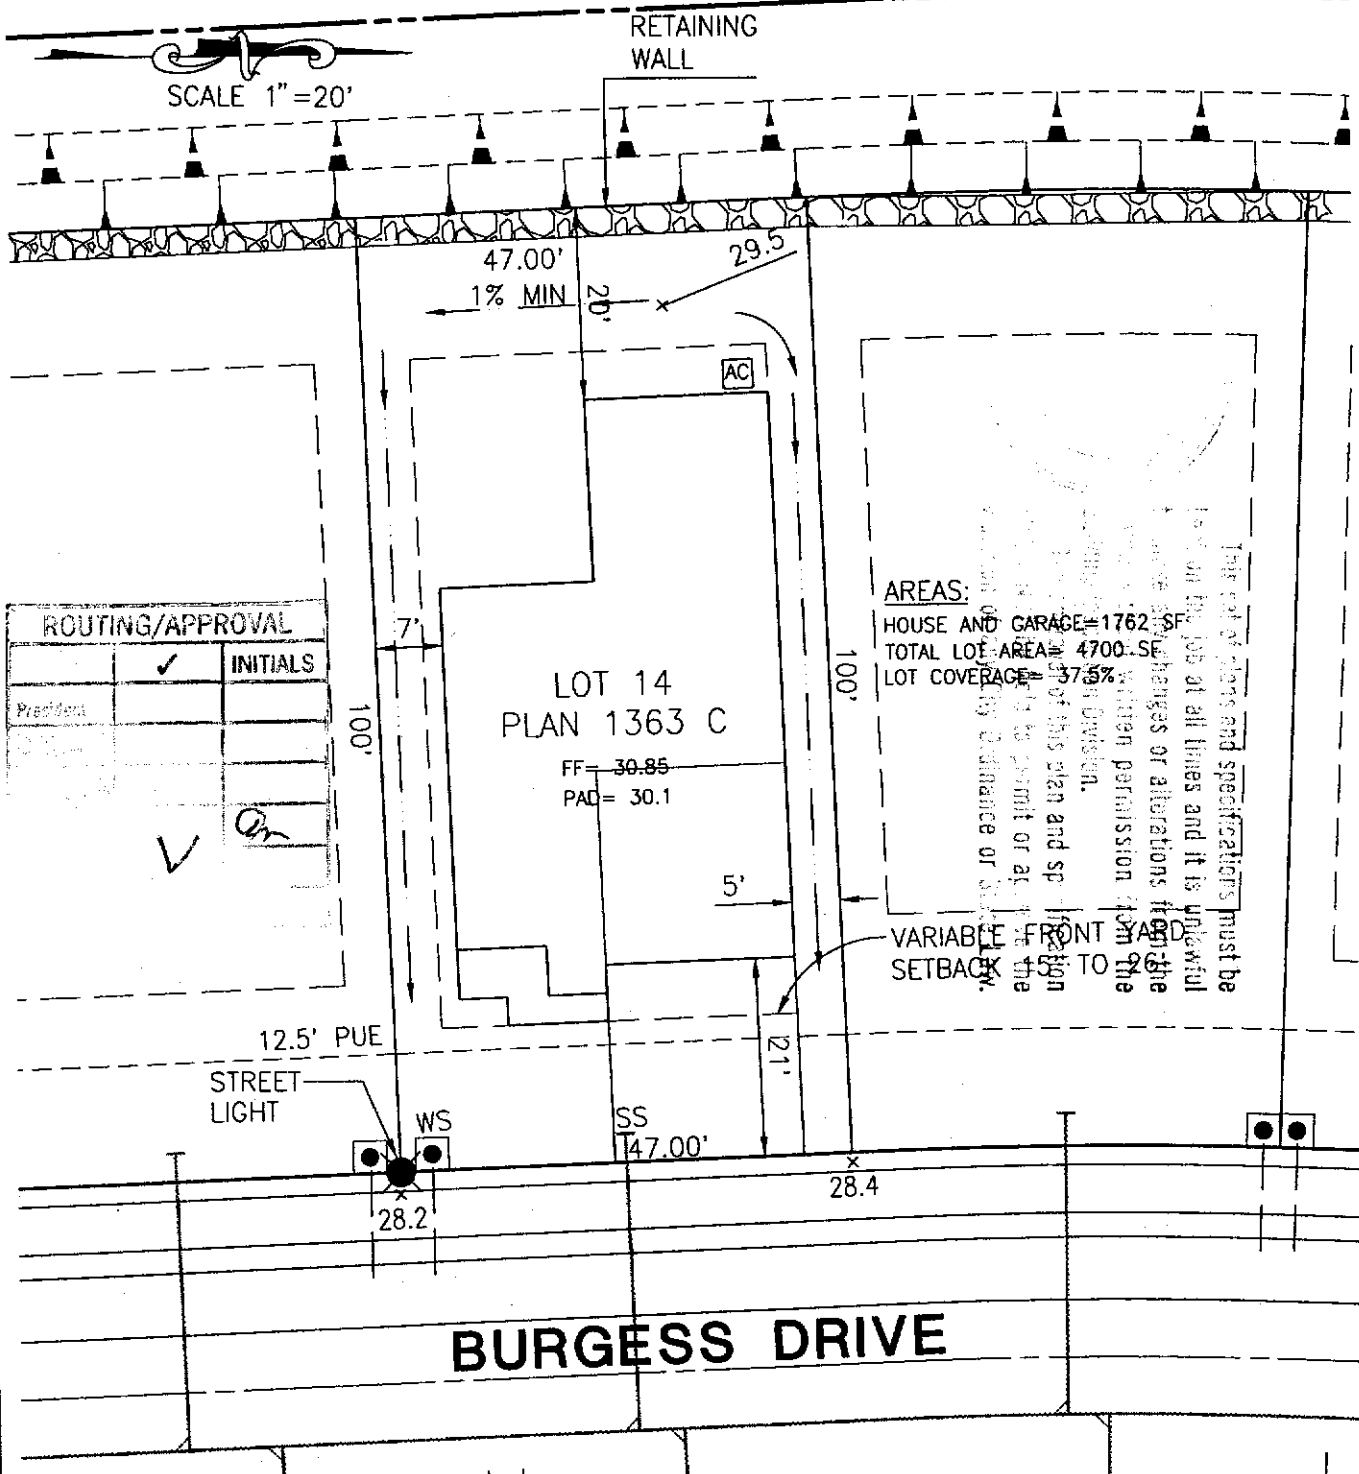 RETAINING
WALL
SCALE 1"=20'
47.00'
29.5
1% MIN
20'
AC
ROUTING/APPROVAL
✓ INITIALS
President
7'
100'
LOT 14
PLAN 1363 C
FF= 30.85
PAD= 30.1
100'
AREAS:
HOUSE AND GARAGE=1762 SF
TOTAL LOT AREA= 4700 SF
LOT COVERAGE= 37.5%
This set of plans and specifications must be
on the job at all times and it is unlawful
changes or alterations from the
written permission from the
Division.
of this plan and
permit or
Ordinance or
5'
VARIABLE FRONT YARD
SETBACK 15' TO 26'
21'
12.5' PUE
STREET
LIGHT
WS
SS
47.00'
28.2
28.4
BURGESS DRIVE